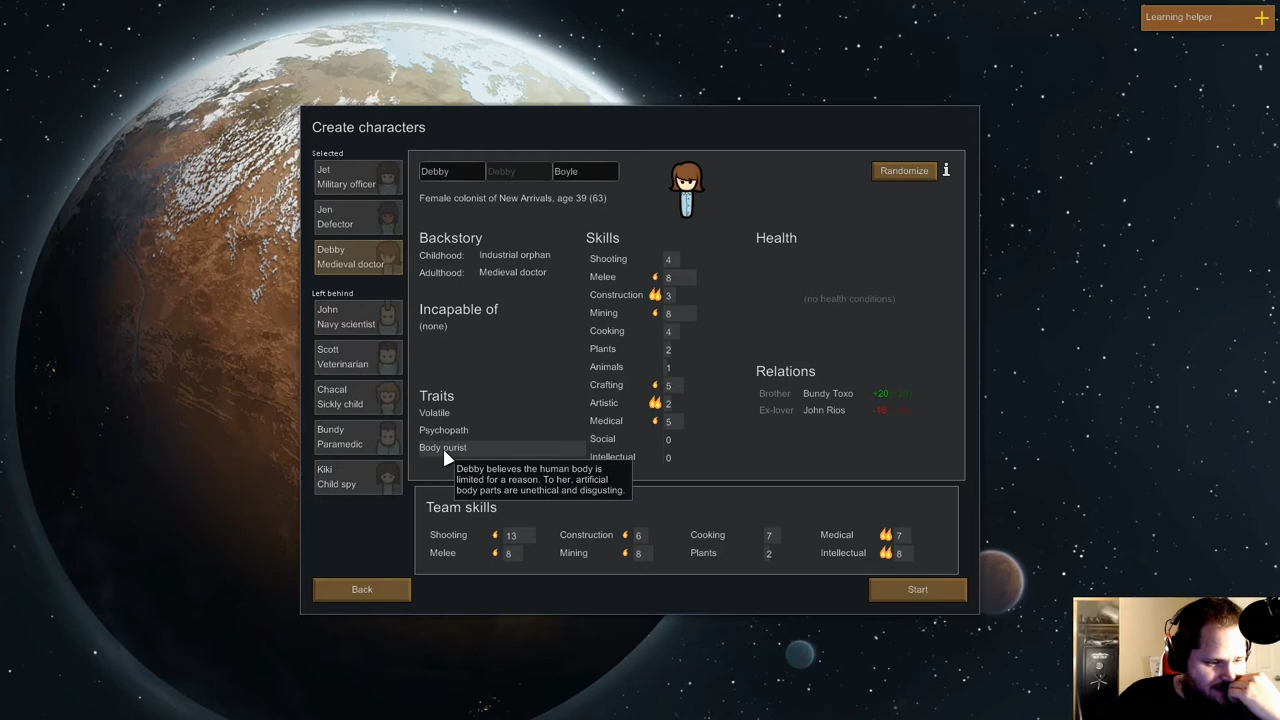 Learning helper
Create characters
Selected
Jet
Military officer
Jen
Defector
Debby
Medieval doctor
Left behind
John
Navy scientist
Scott
Veterinarian
Chacal
Sickly child
Bundy
Paramedic
Kiki
Child spy
Debby Debby Boyle
Randomize
Female colonist of New Arrivals, age 39 (63)
Backstory
Childhood: Industrial orphan
Adulthood: Medieval doctor
Incapable of
(none)
Traits
Volatile
Psychopath
Body purist
Debby believes the human body is
limited for a reason. To her, artificial
body parts are unethical and disgusting.
Skills
Shooting 4
Melee 8
Construction 3
Mining 8
Cooking 4
Plants 2
Animals 1
Crafting 5
Artistic 2
Medical 5
Social 0
Intellectual 0
Health
(no health conditions)
Relations
Brother Bundy Toxo +20
Ex-lover John Rios
Team skills
Shooting 13 Construction 6 Cooking 7 Medical 7
Melee 8 Mining 8 Plants 2 Intellectual 8
Back
Start